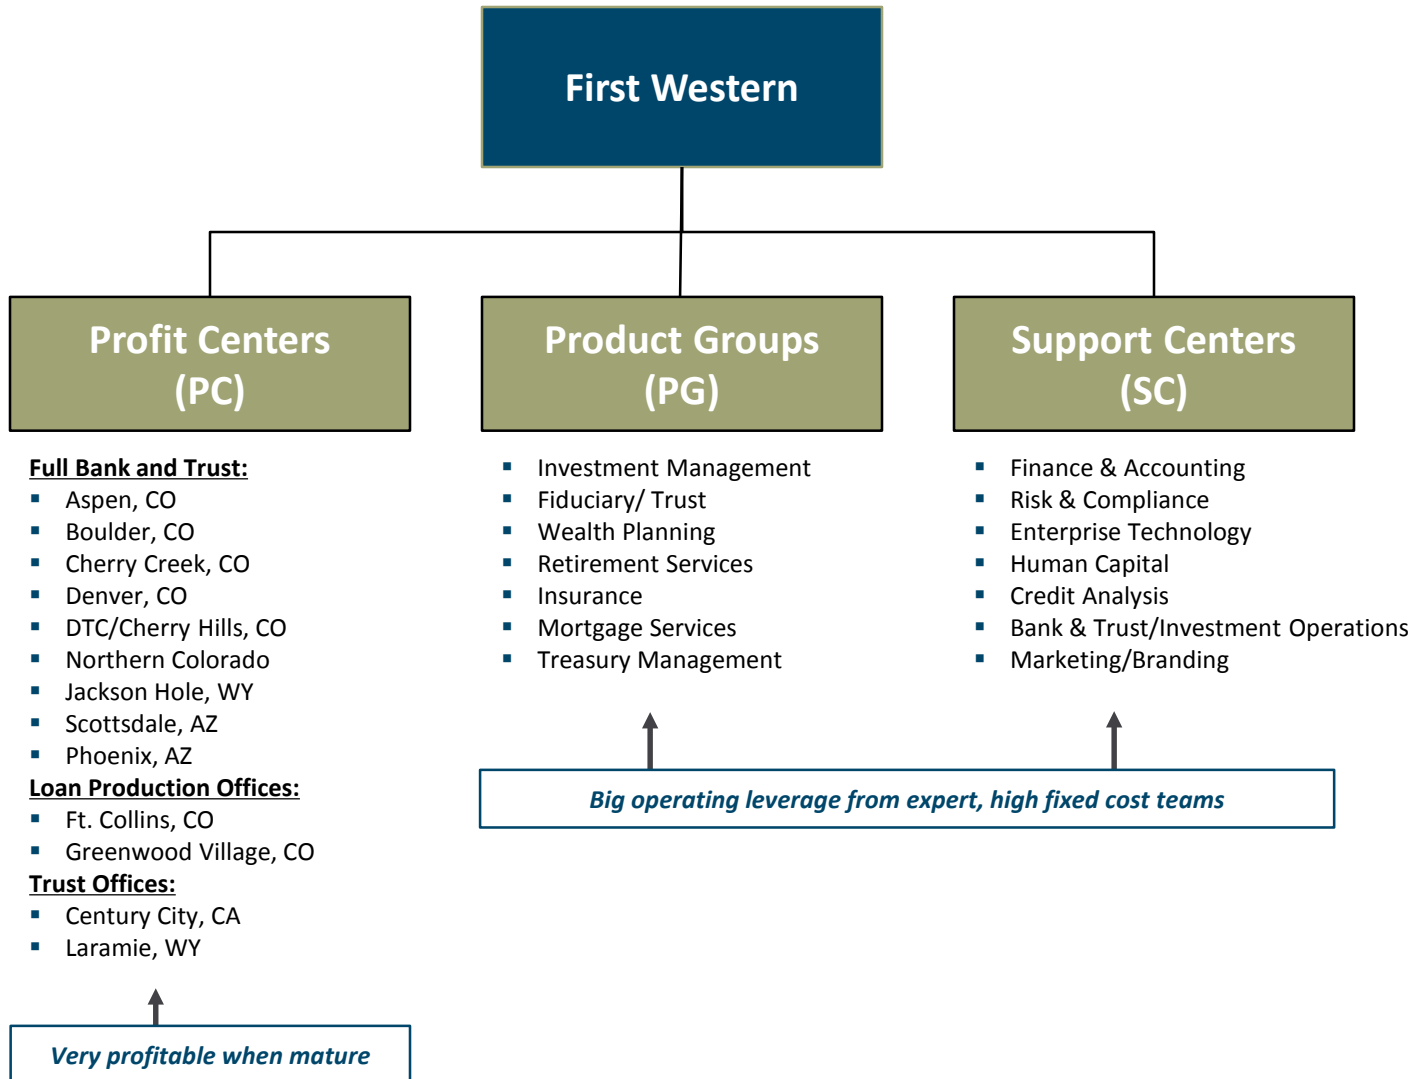 First Western
Profit Centers
(PC)
Full Bank and Trust:
▪ Aspen, CO
▪ Boulder, CO
▪ Cherry Creek, CO
▪ Denver, CO
▪ DTC/Cherry Hills, CO
▪ Northern Colorado
▪ Jackson Hole, WY
▪ Scottsdale, AZ
▪ Phoenix, AZ
Loan Production Offices:
▪ Ft. Collins, CO
▪ Greenwood Village, CO
Trust Offices:
▪ Century City, CA
▪ Laramie, WY
Very profitable when mature
Product Groups
(PG)
▪ Investment Management
▪ Fiduciary/ Trust
▪ Wealth Planning
▪ Retirement Services
▪ Insurance
▪ Mortgage Services
▪ Treasury Management
Support Centers
(SC)
▪ Finance & Accounting
▪ Risk & Compliance
▪ Enterprise Technology
▪ Human Capital
▪ Credit Analysis
▪ Bank & Trust/Investment Operations
▪ Marketing/Branding
Big operating leverage from expert, high fixed cost teams